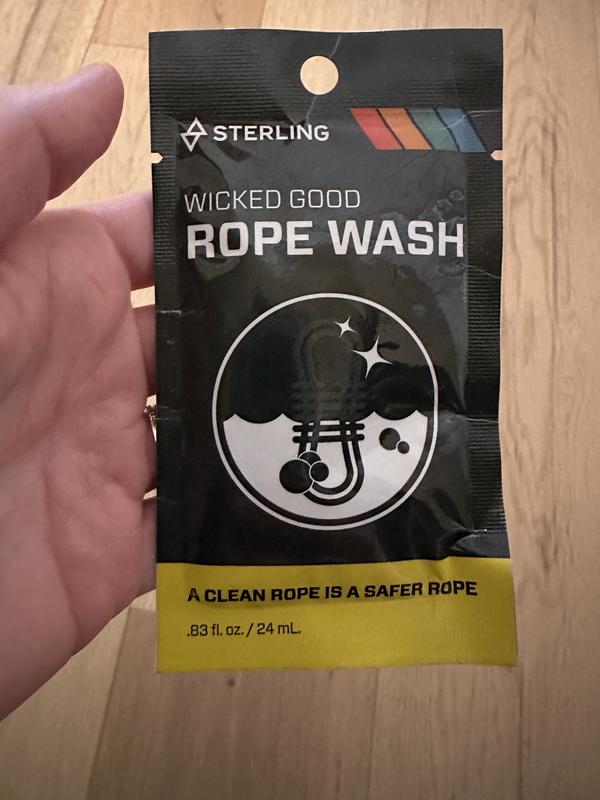 STERLING
WICKED GOOD
ROPE WASH
A CLEAN ROPE IS A SAFER ROPE
.83 fl. oz. / 24 mL.